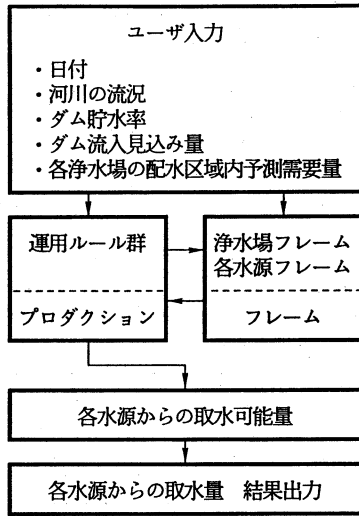 ユーザ入力
・日付
・河川の流況
・ダム貯水率
・ダム流入見込み量
・各浄水場の配水区域内予測需要量
運用ルール群
プロダクション
浄水場フレーム
各水源フレーム
フレーム
各水源からの取水可能量
各水源からの取水量 結果出力